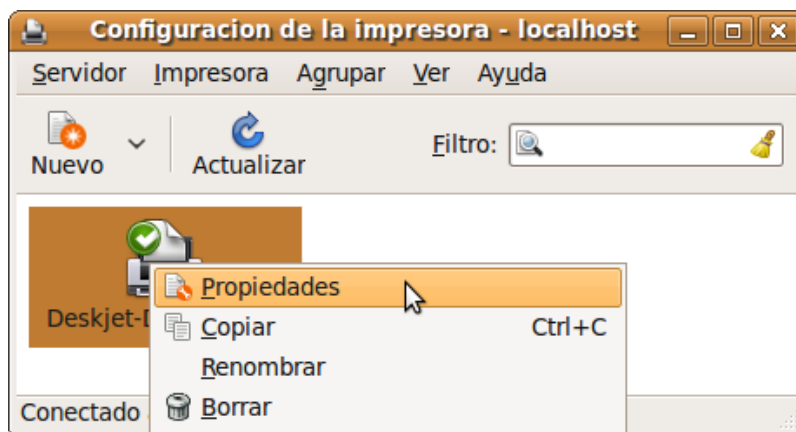 Configuracion de la impresora - localhost
Servidor Impresora Agrupar Ver Ayuda
Nuevo Actualizar Filtro:
Propiedades
Deskjet-
Copiar Ctrl+C
Renombrar
Conectado
Borrar